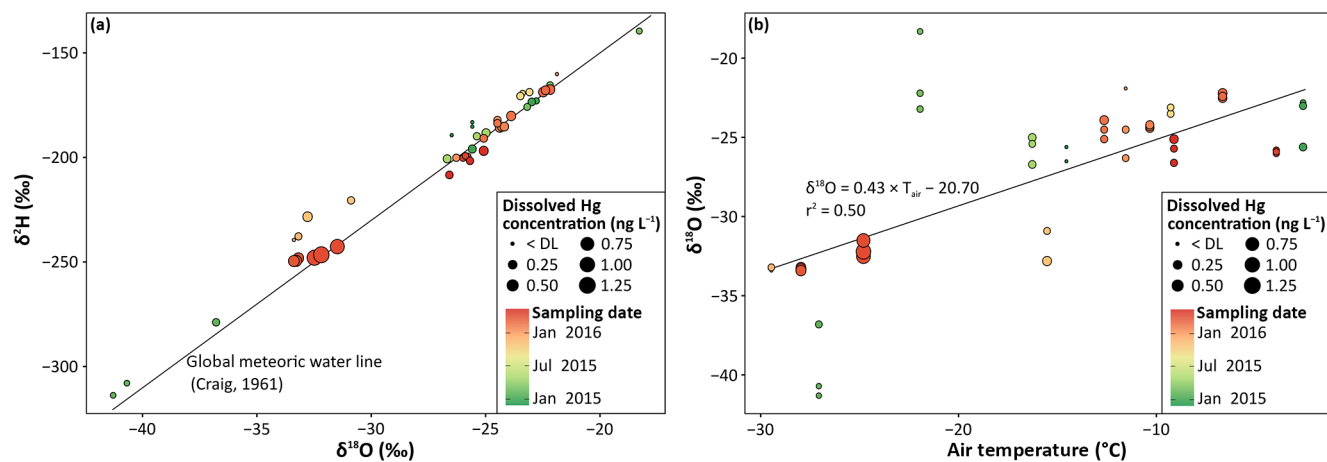 (a)
δ²H (‰)
−150
−200
−250
−300
Global meteoric water line
(Craig, 1961)
Dissolved Hg
concentration (ng L⁻¹)
< DL 0.75
0.25 1.00
0.50 1.25
Sampling date
Jan 2016
Jul 2015
Jan 2015
−40 −35 −30 −25 −20
δ¹⁸O (‰)
(b)
δ¹⁸O (‰)
−20
−25
−30
−35
−40
δ¹⁸O = 0.43 × Tair − 20.70
r² = 0.50
Dissolved Hg
concentration (ng L⁻¹)
< DL 0.75
0.25 1.00
0.50 1.25
Sampling date
Jan 2016
Jul 2015
Jan 2015
−30 −20 −10
Air temperature (°C)